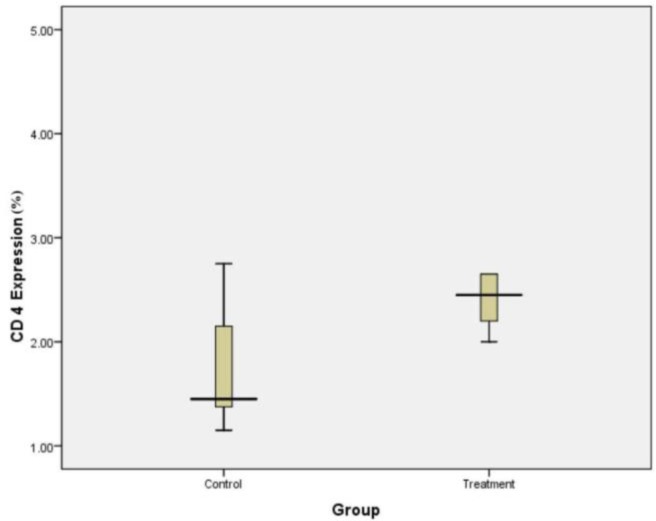 5.00
4.00
3.00
2.00
1.00
CD 4 Expression (%)
Control
Treatment
Group